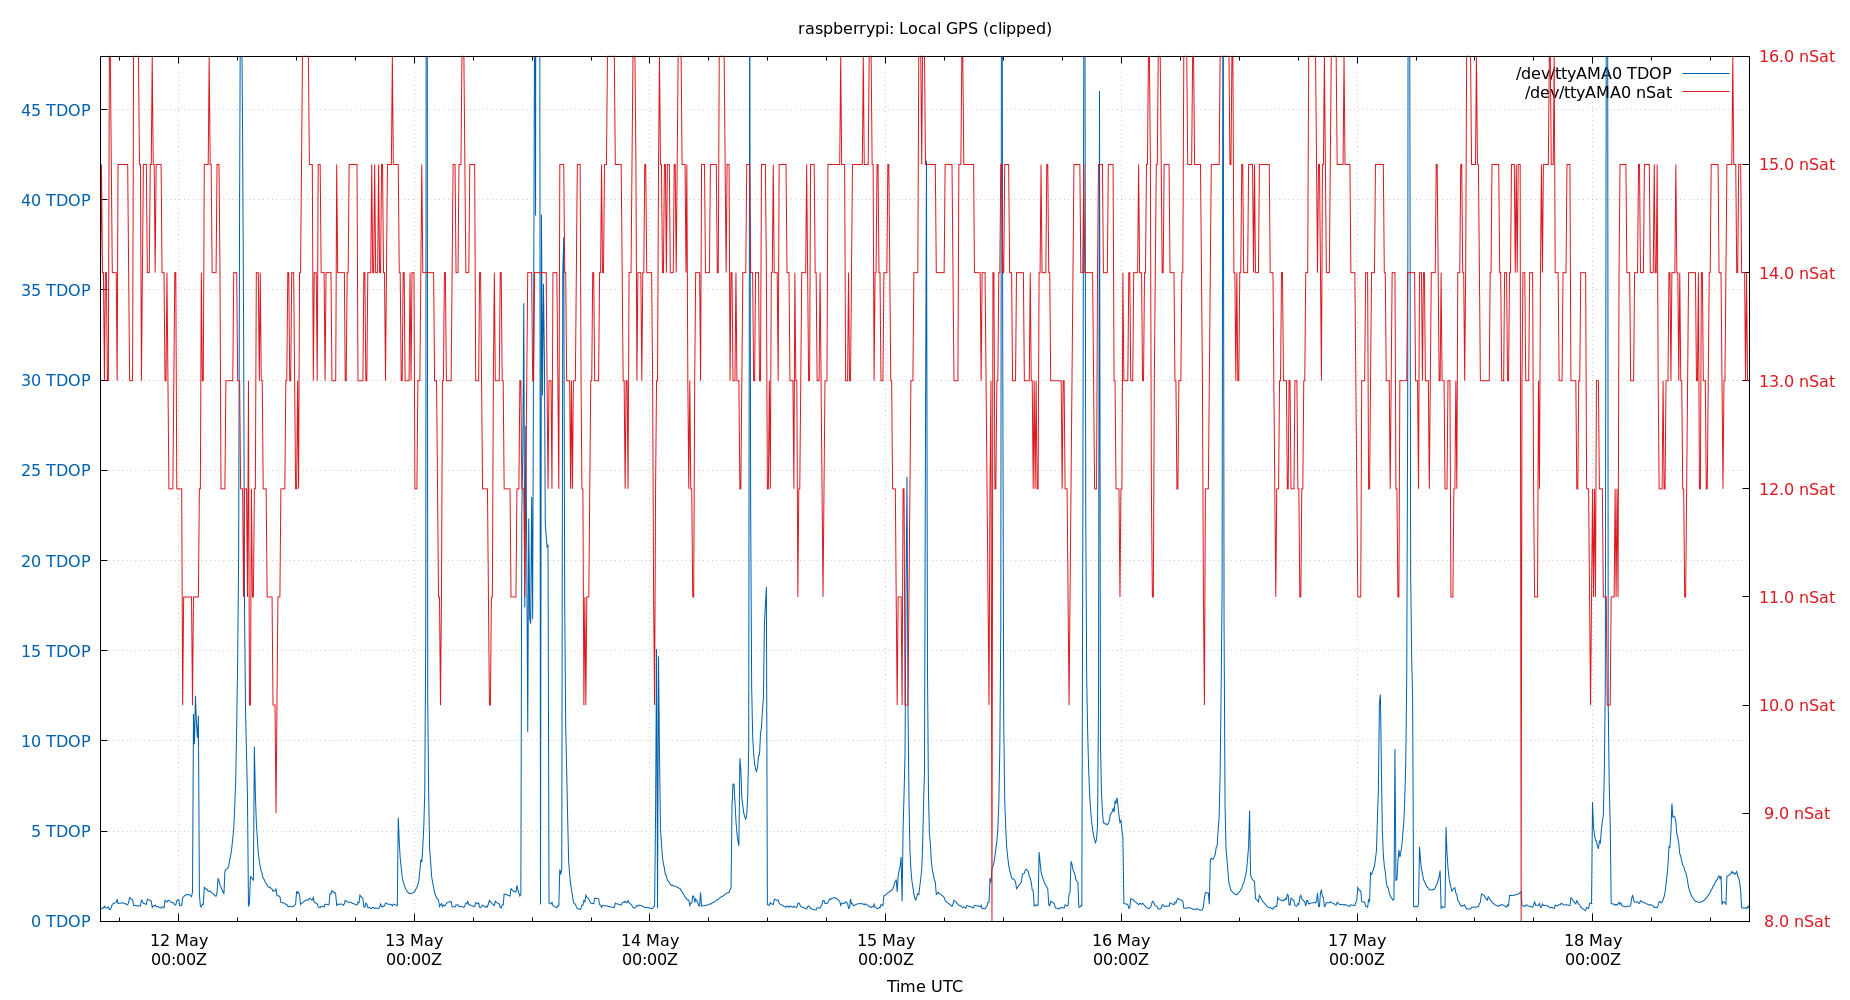 raspberrypi: Local GPS (clipped)
16.0 nSat
/dev/ttyAMA0 TDOP
/dev/ttyAMA0 nSat
45 TDOP
15.0 nSat
40 TDOP
14.0 nSat
35 TDOP
30 TDOP
13.0 nSat
25 TDOP
12.0 nSat
20 TDOP
11.0 nSat
15 TDOP
10.0 nSat
10 TDOP
9.0 nSat
5 TDOP
0 TDOP
8.0 nSat
12 May 13 May 14 May 15 May 16 May 17 May 18 May
00:00Z 00:00Z 00:00Z 00:00Z 00:00Z 00:00Z 00:00Z
Time UTC